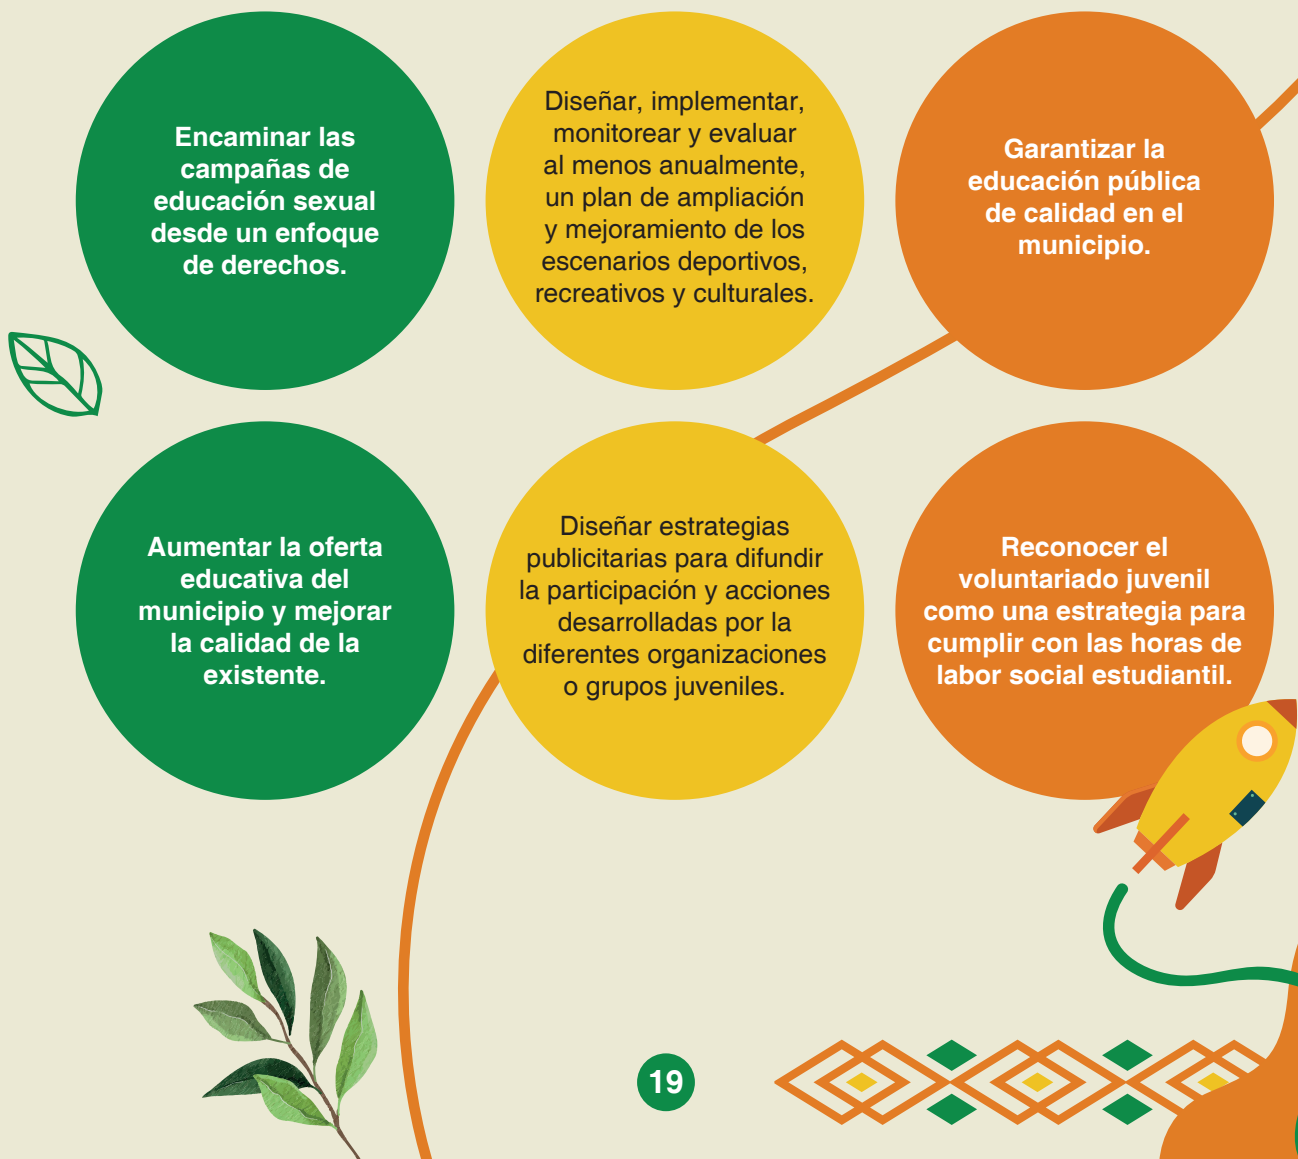 Encaminar las
campañas de
educación sexual
desde un enfoque
de derechos.
Diseñar, implementar,
monitorear y evaluar
al menos anualmente,
un plan de ampliación
y mejoramiento de los
escenarios deportivos,
recreativos y culturales.
Garantizar la
educación pública
de calidad en el
municipio.
Aumentar la oferta
educativa del
municipio y mejorar
la calidad de la
existente.
Diseñar estrategias
publicitarias para difundir
la participación y acciones
desarrolladas por la
diferentes organizaciones
o grupos juveniles.
Reconocer el
voluntariado juvenil
como una estrategia para
cumplir con las horas de
labor social estudiantil.
19